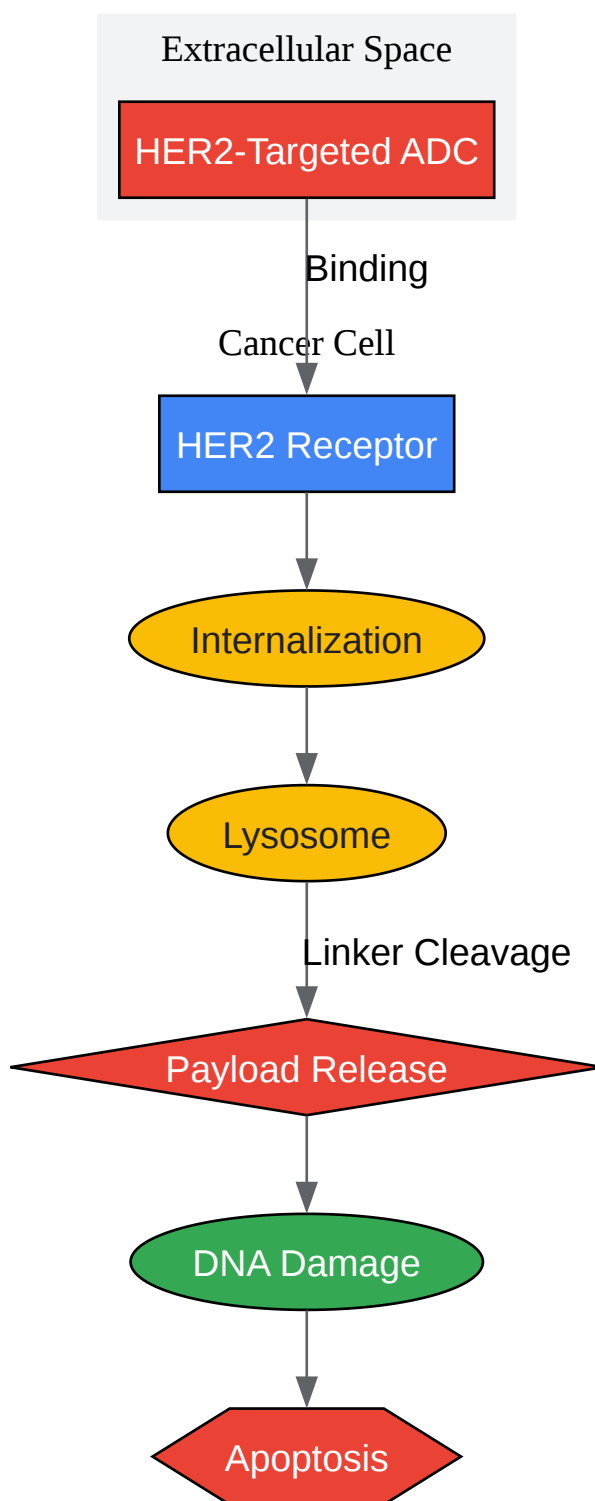 Extracellular Space
HER2-Targeted ADC
Binding
Cancer Cell
HER2 Receptor
Internalization
Lysosome
Linker Cleavage
Payload Release
DNA Damage
Apoptosis